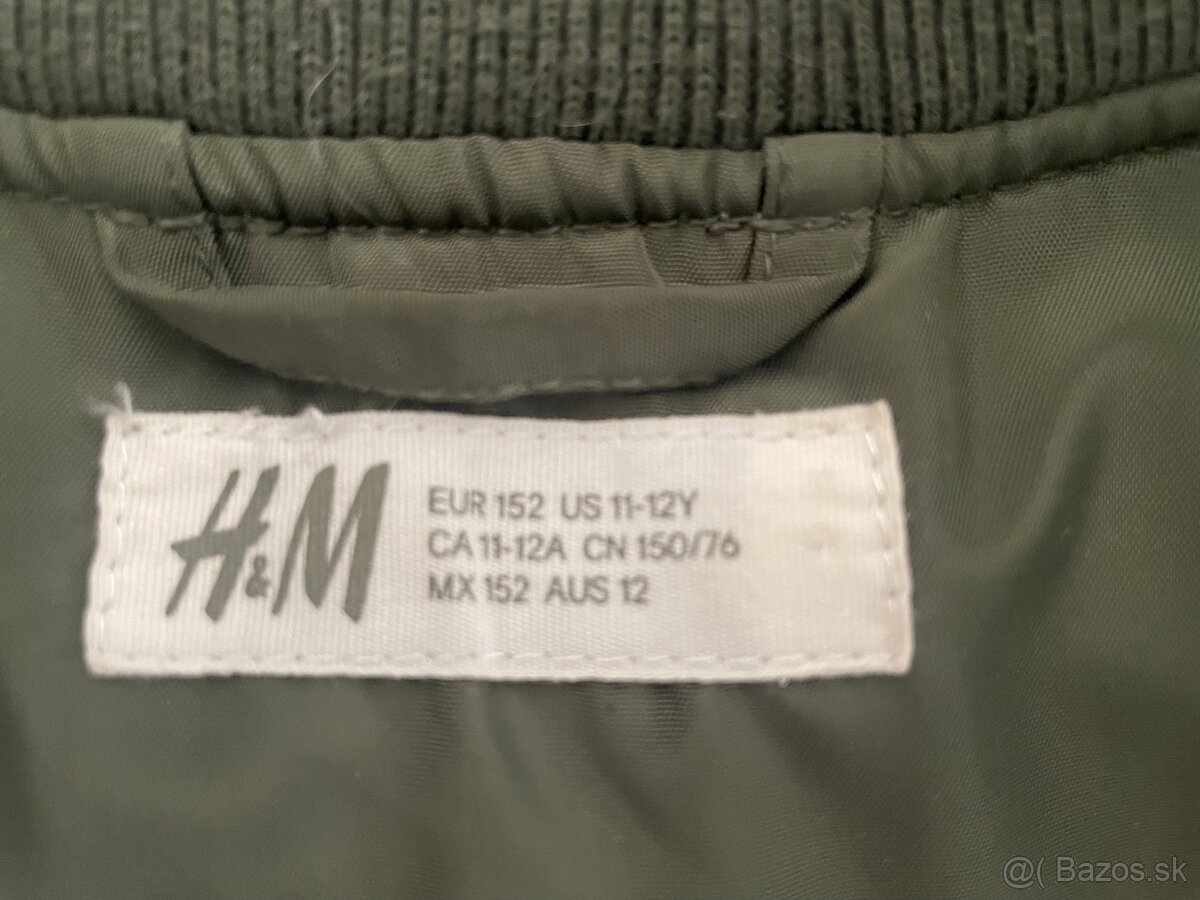 H&M
EUR 152 US 11-12Y
CA 11-12A CN 150/76
MX 152 AUS 12
@( Bazos.sk